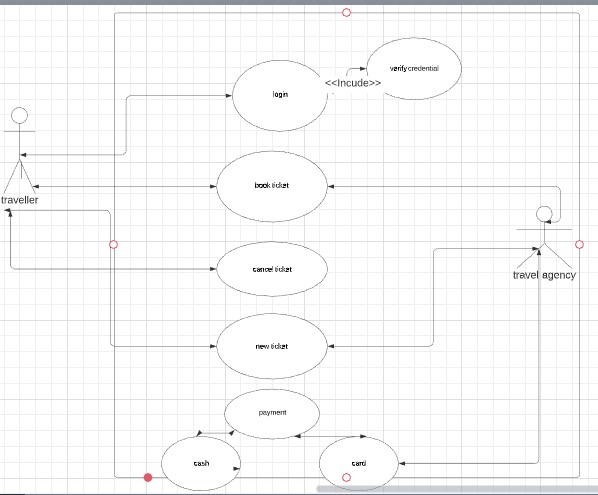 verify credential
<<Incude>>
login
book ticket
traveller
cancel ticket
travel agency
new ticket
payment
cash
card